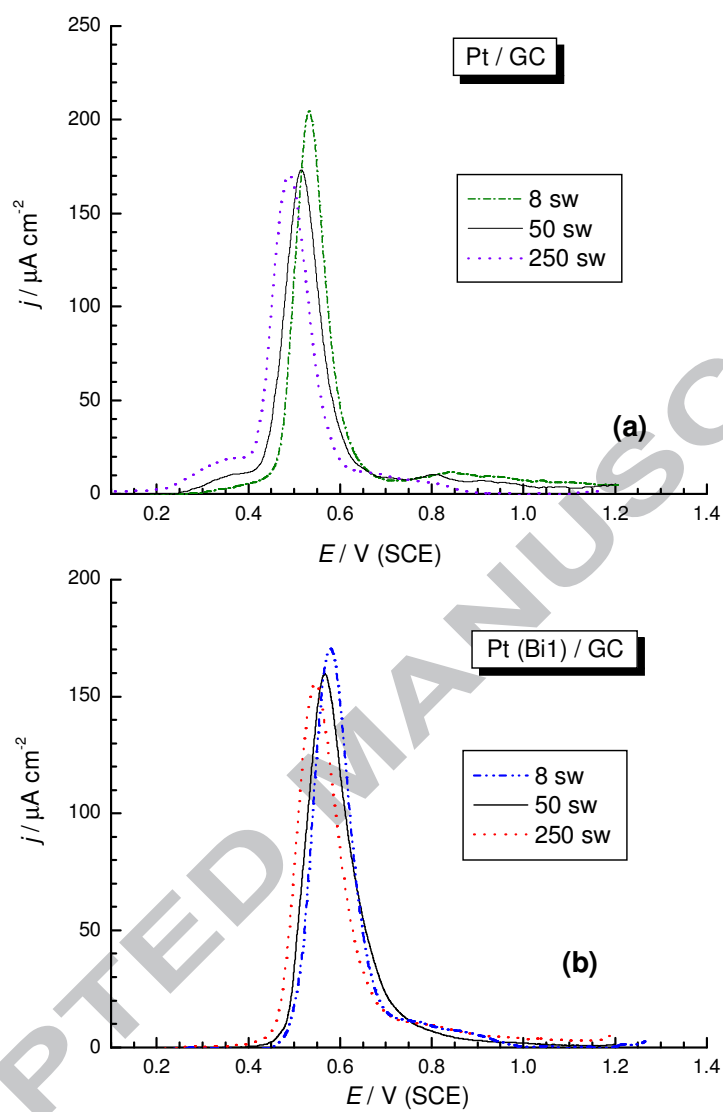 250
200
150
100
50
0
j / μA cm⁻²
Pt / GC
8 sw
50 sw
250 sw
(a)
0.2 0.4 0.6 0.8 1.0 1.2 1.4
E / V (SCE)
200
150
100
50
0
j / μA cm⁻²
Pt (Bi1) / GC
8 sw
50 sw
250 sw
(b)
0.2 0.4 0.6 0.8 1.0 1.2 1.4
E / V (SCE)
PTED MANUSC